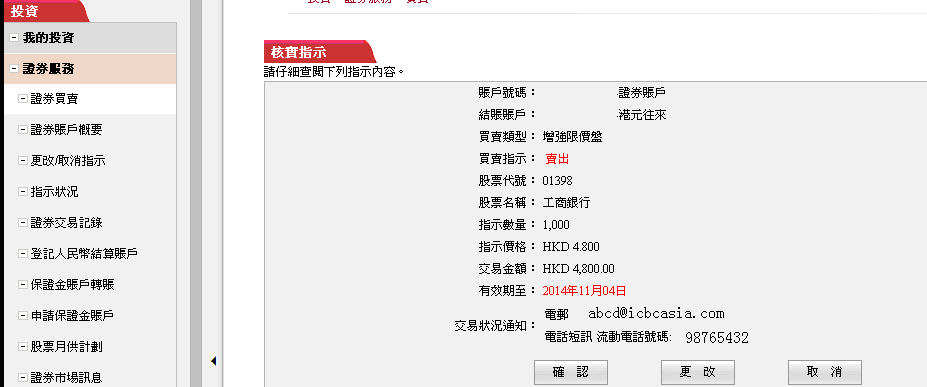 投資
我的投資
證券服務
證券買賣
證券賬戶概要
更改/取消指示
指示狀況
證券交易記錄
登記人民幣結算賬戶
保證金賬戶轉賬
申請保證金賬戶
股票月供計劃
證券市場訊息
核實指示
請仔細查閱下列指示內容。
賬戶號碼： 證券賬戶
結賬賬戶： 港元往來
買賣類型： 增強限價盤
買賣指示： 賣出
股票代號： 01398
股票名稱： 工商銀行
指示數量： 1,000
指示價格： HKD 4.800
交易金額： HKD 4,800.00
有效期至： 2014年11月04日
交易狀況通知： 電郵 abcd@icbcasia.com
電話短訊 流動電話號碼: 98765432
確 認 更 改 取 消